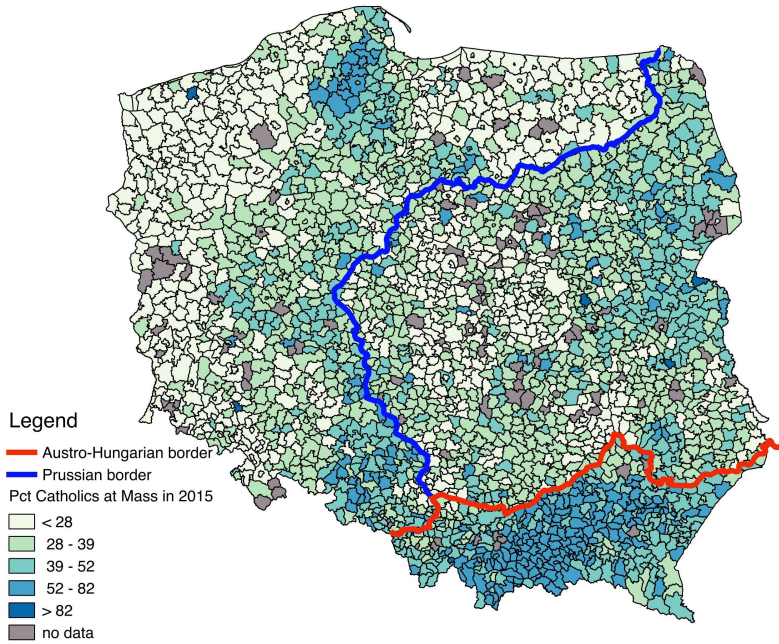 Legend
Austro-Hungarian border
Prussian border
Pct Catholics at Mass in 2015
< 28
28 - 39
39 - 52
52 - 82
> 82
no data